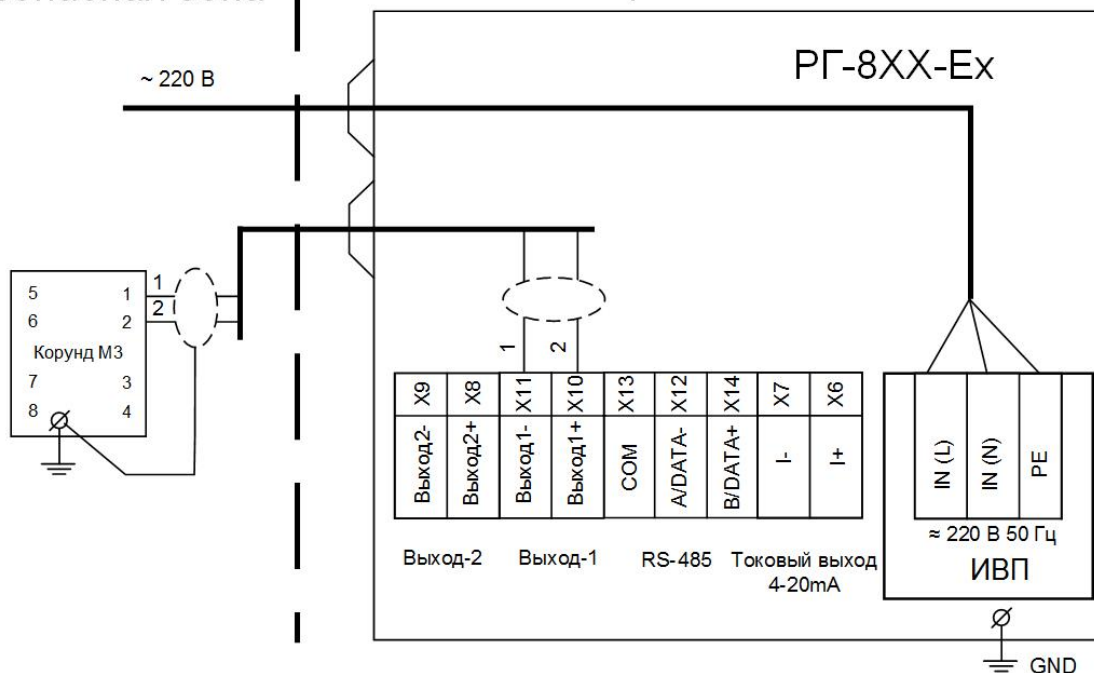 ~ 220 В
РГ-8ХХ-Ех
1
2
5
6
1
2
Корунд М3
7
8
3
4
1
2
X9
X8
X11
X10
X13
X12
X14
X7
X6
Выход2-
Выход2+
Выход1-
Выход1+
COM
A/DATA-
B/DATA+
I-
I+
IN (L)
IN (N)
PE
≈ 220 В 50 Гц
ИВП
Выход-2
Выход-1
RS-485
Токовый выход
4-20mA
GND